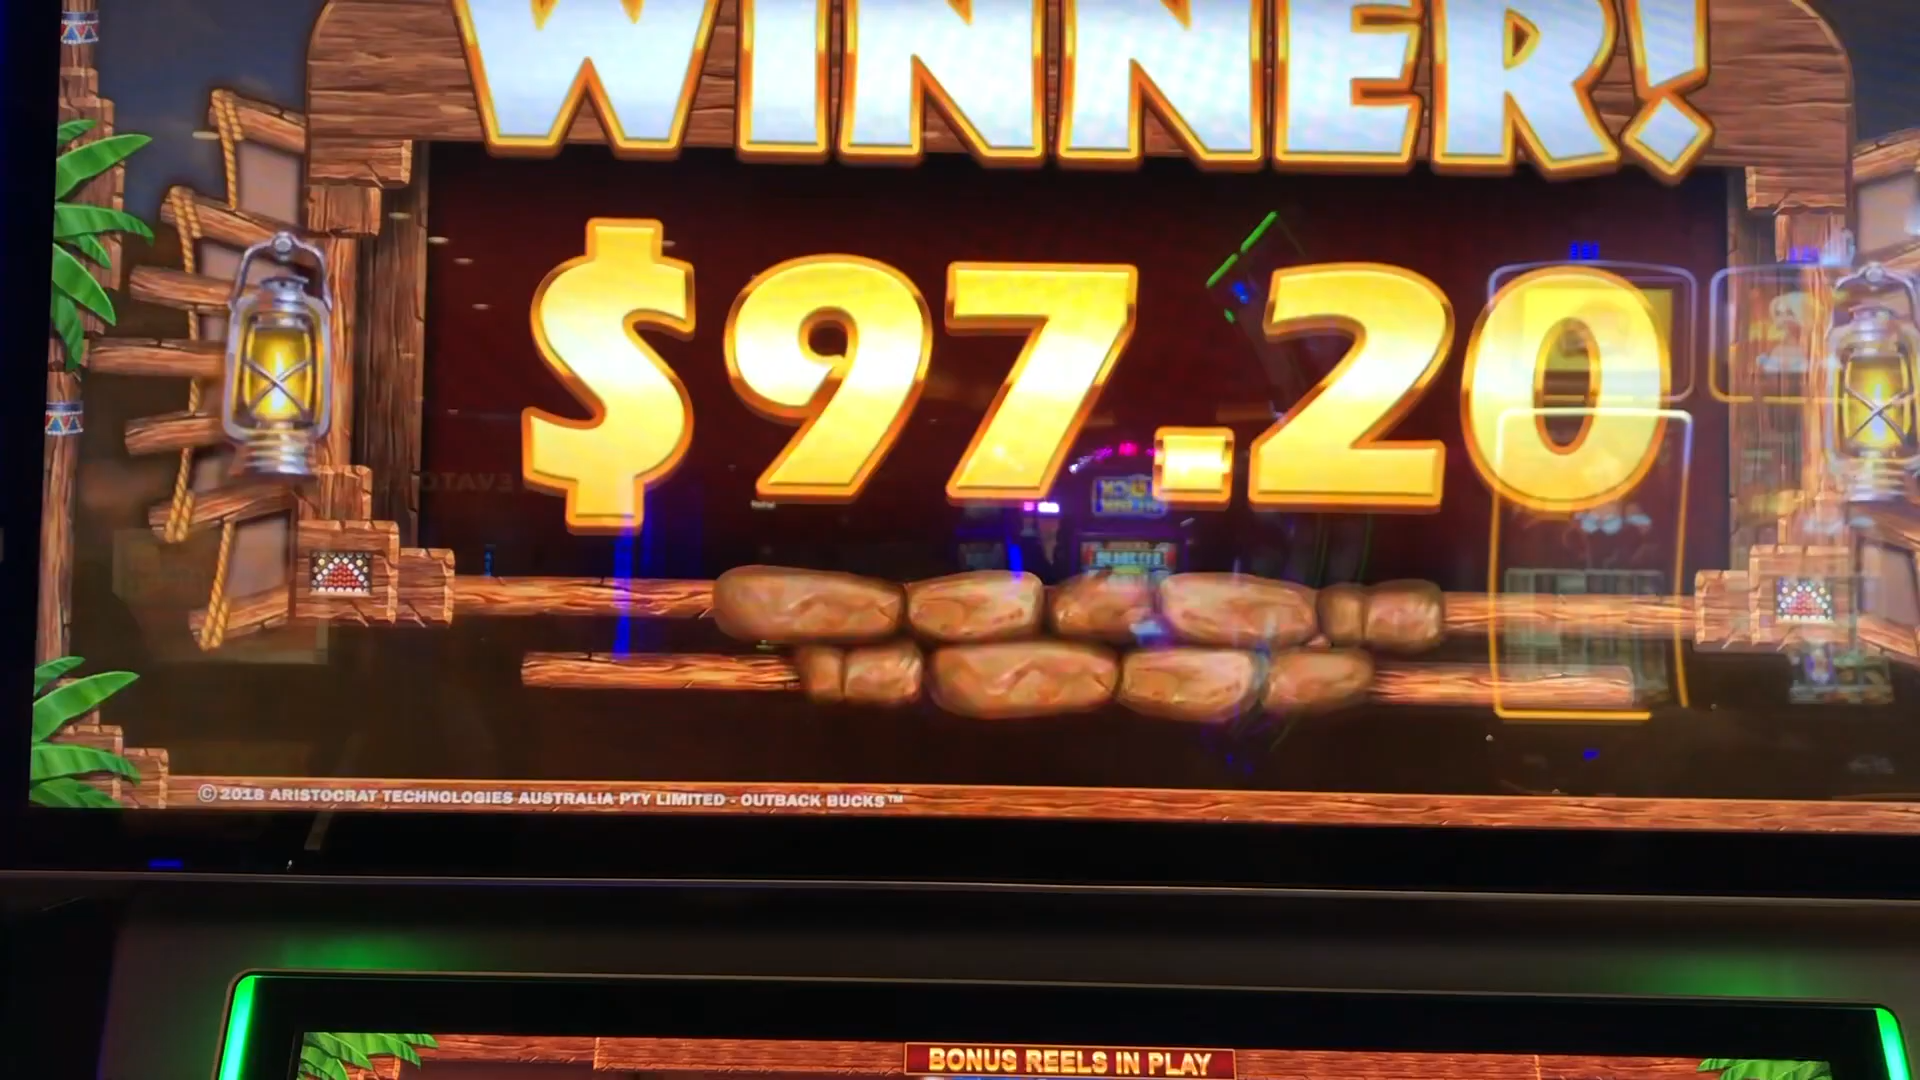 WINNER!
$97.20
©2018 ARISTOCRAT TECHNOLOGIES AUSTRALIA PTY LIMITED - OUTBACK BUCKS™
BONUS REELS IN PLAY